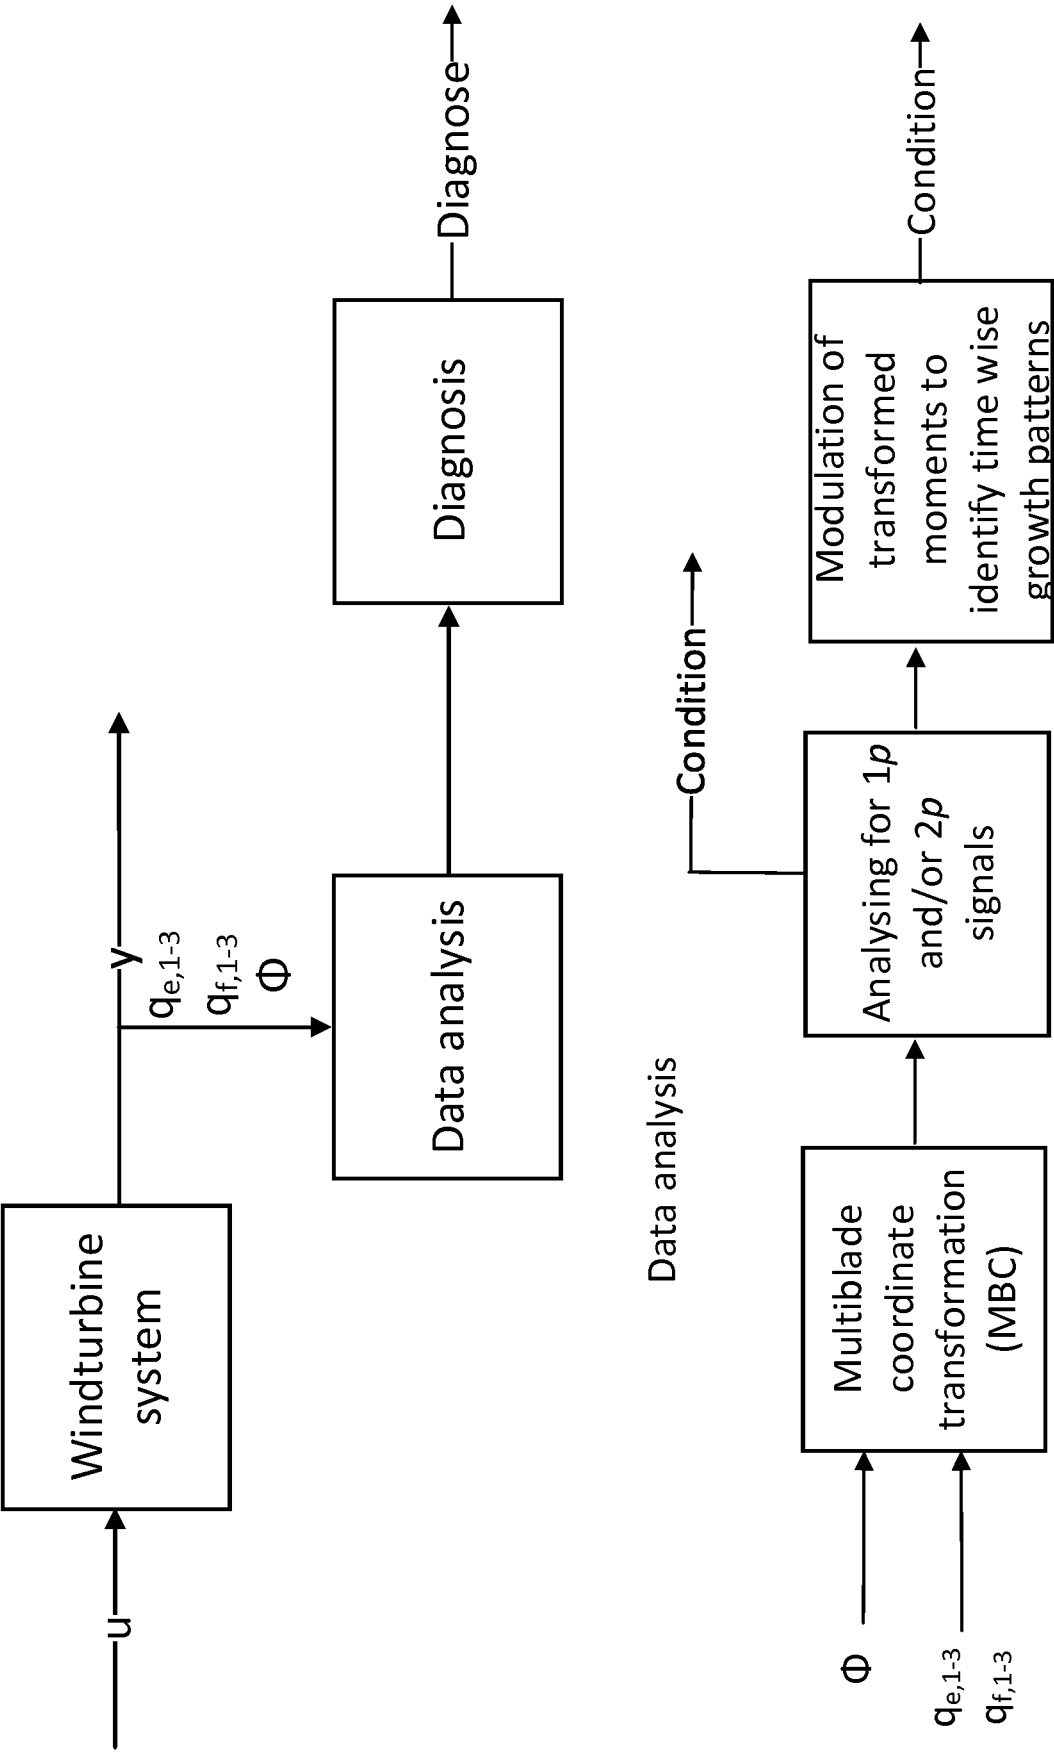 u
Windturbine
system
y
qe,1-3
qf,1-3
Φ
Data analysis
Diagnosis
Diagnose
Data analysis
Φ
qe,1-3
qf,1-3
Multiblade
coordinate
transformation
(MBC)
Analysing for 1p
and/or 2p
signals
Condition
Modulation of
transformed
moments to
identify time wise
growth patterns
Condition